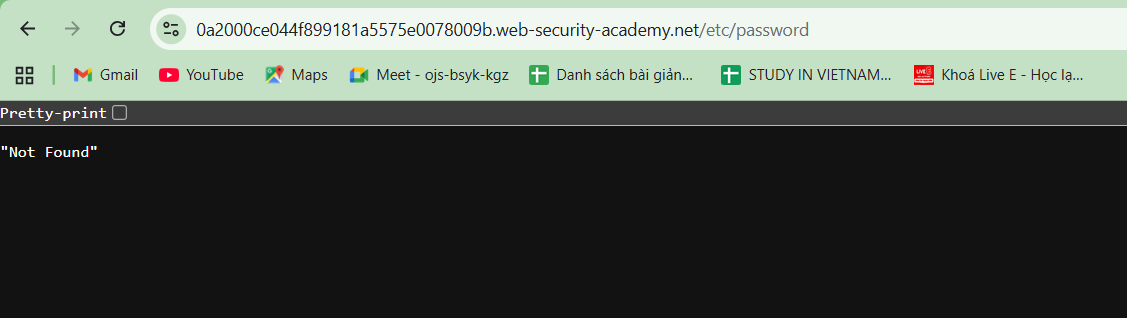 0a2000ce044f899181a5575e0078009b.web-security-academy.net/etc/password
Gmail YouTube Maps Meet - ojs-bsyk-kgz Danh sách bài giản... STUDY IN VIETNAM... Khoá Live E - Học lạ...
Pretty-print
"Not Found"